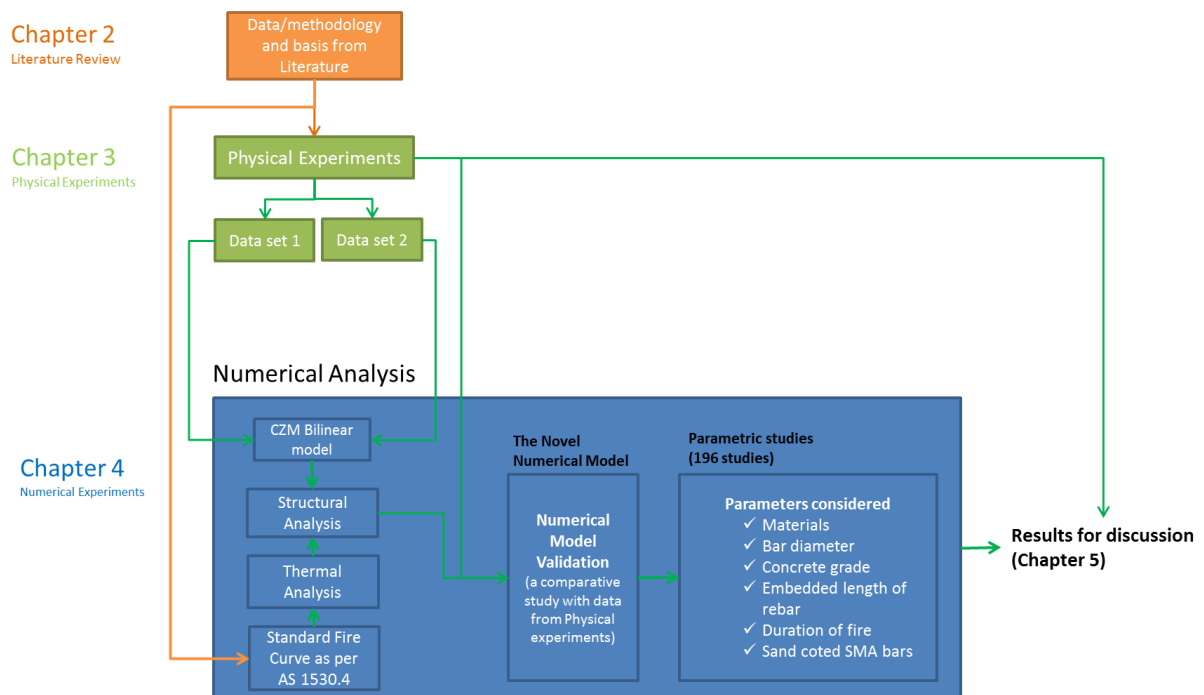 Chapter 2
Literature Review
Data/methodology
and basis from
Literature
Chapter 3
Physical Experiments
Physical Experiments
Data set 1
Data set 2
Numerical Analysis
Chapter 4
Numerical Experiments
CZM Bilinear
model
Structural
Analysis
Thermal
Analysis
Standard Fire
Curve as per
AS 1530.4
The Novel
Numerical Model
Numerical
Model
Validation
(a comparative
study with data
from Physical
experiments)
Parametric studies
(196 studies)
Parameters considered
✓ Materials
✓ Bar diameter
✓ Concrete grade
✓ Embedded length of
rebar
✓ Duration of fire
✓ Sand coted SMA bars
Results for discussion
(Chapter 5)